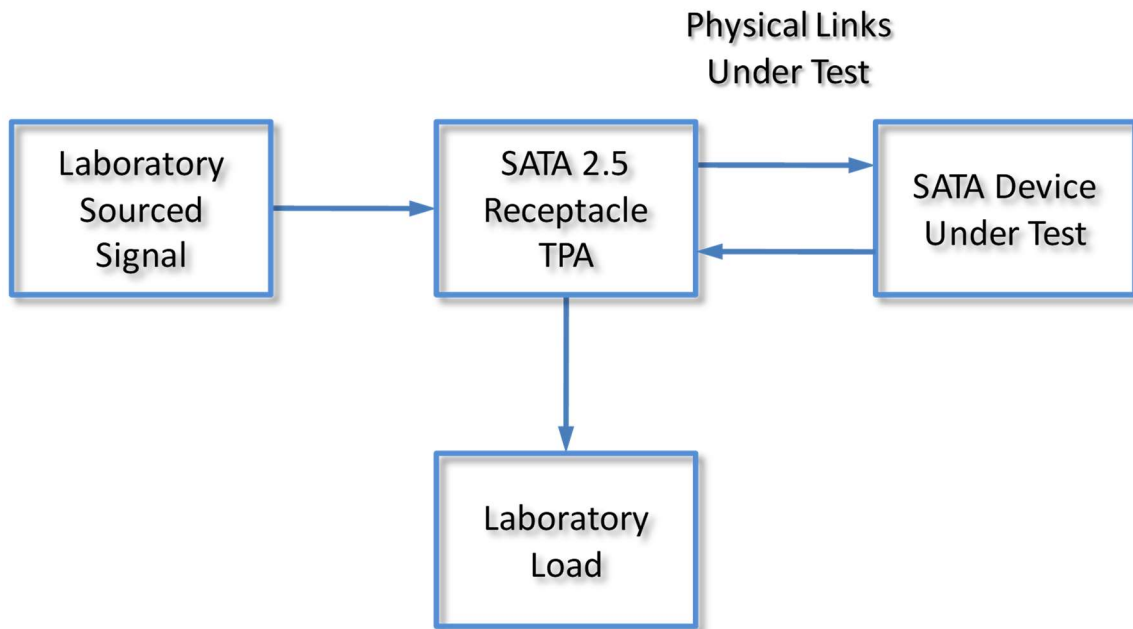 Physical Links
Under Test
Laboratory
Sourced
Signal
SATA 2.5
Receptacle
TPA
SATA Device
Under Test
Laboratory
Load